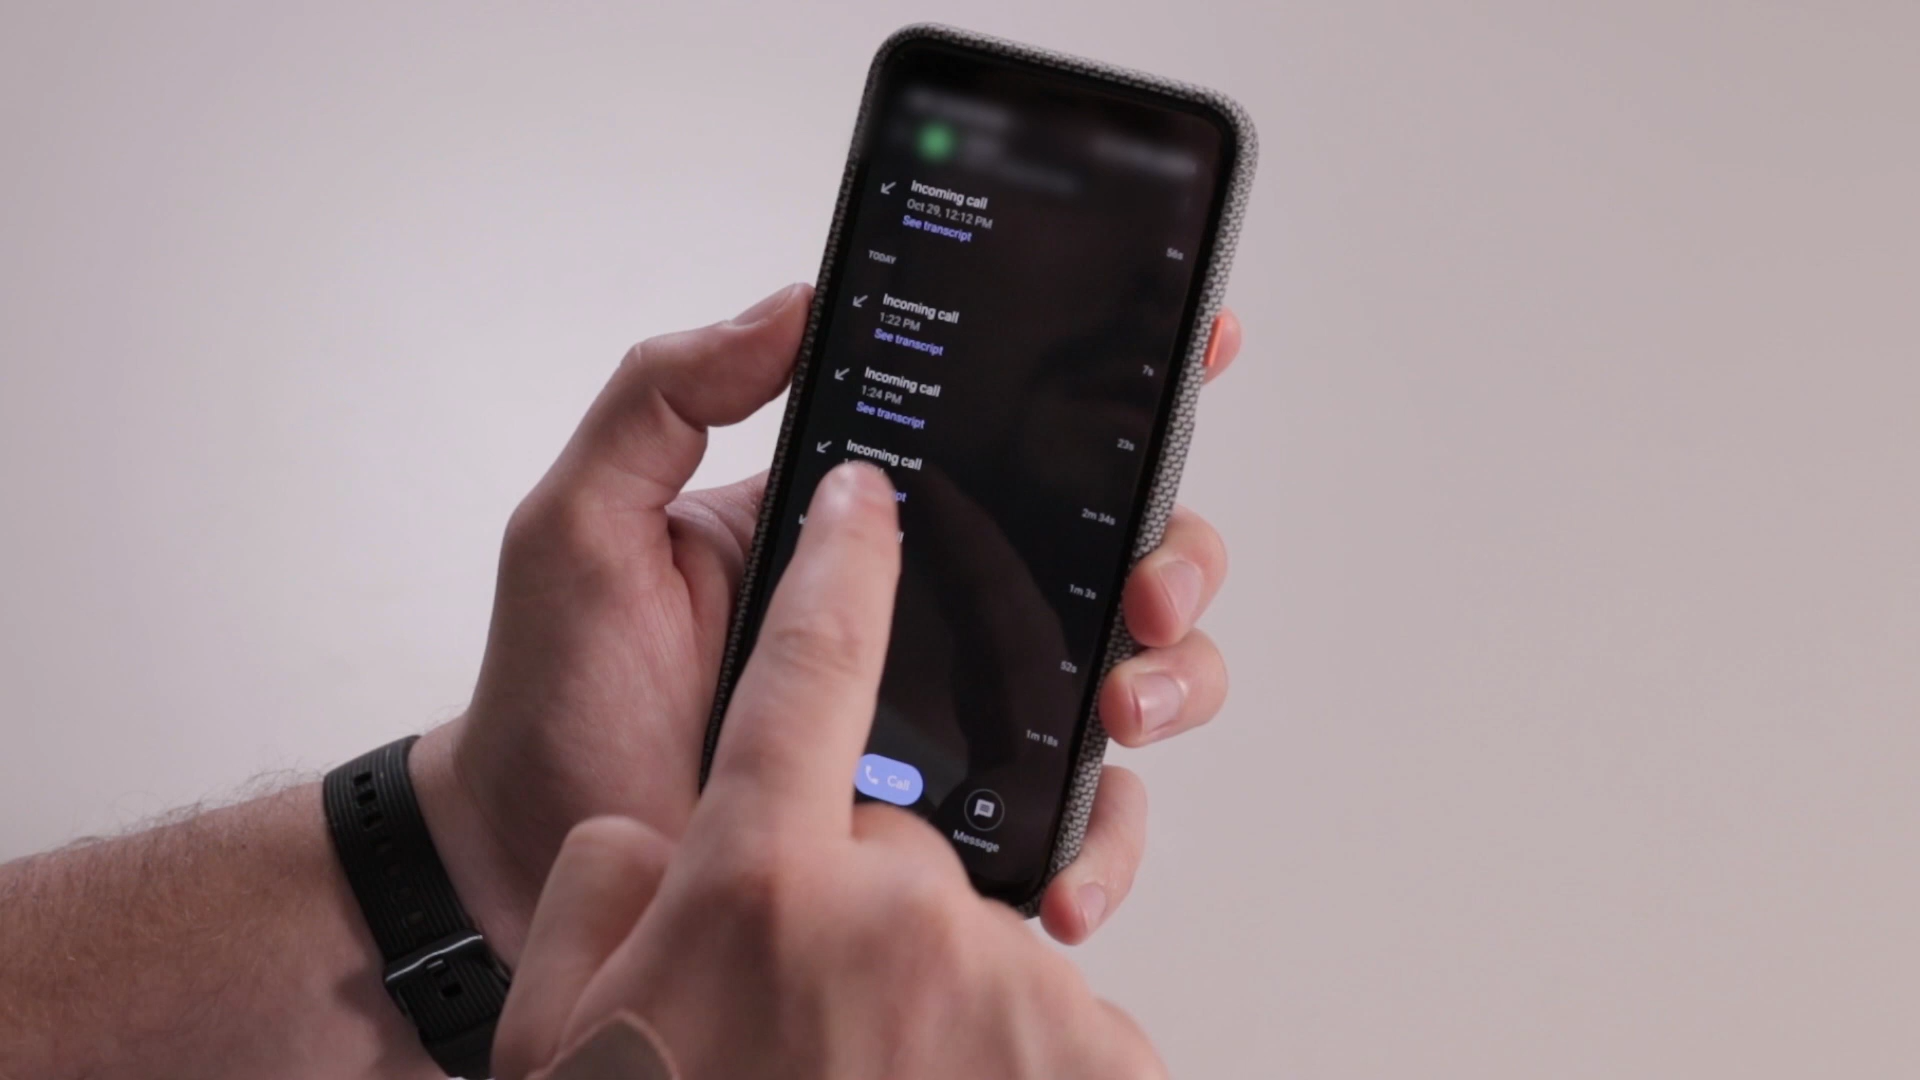 Incoming call
Oct 29, 12:12 PM
See transcript
56s
TODAY
Incoming call
1:22 PM
See transcript
7s
Incoming call
1:24 PM
See transcript
23s
Incoming call
2m 34s
1m 3s
52s
1m 18s
Call
Message